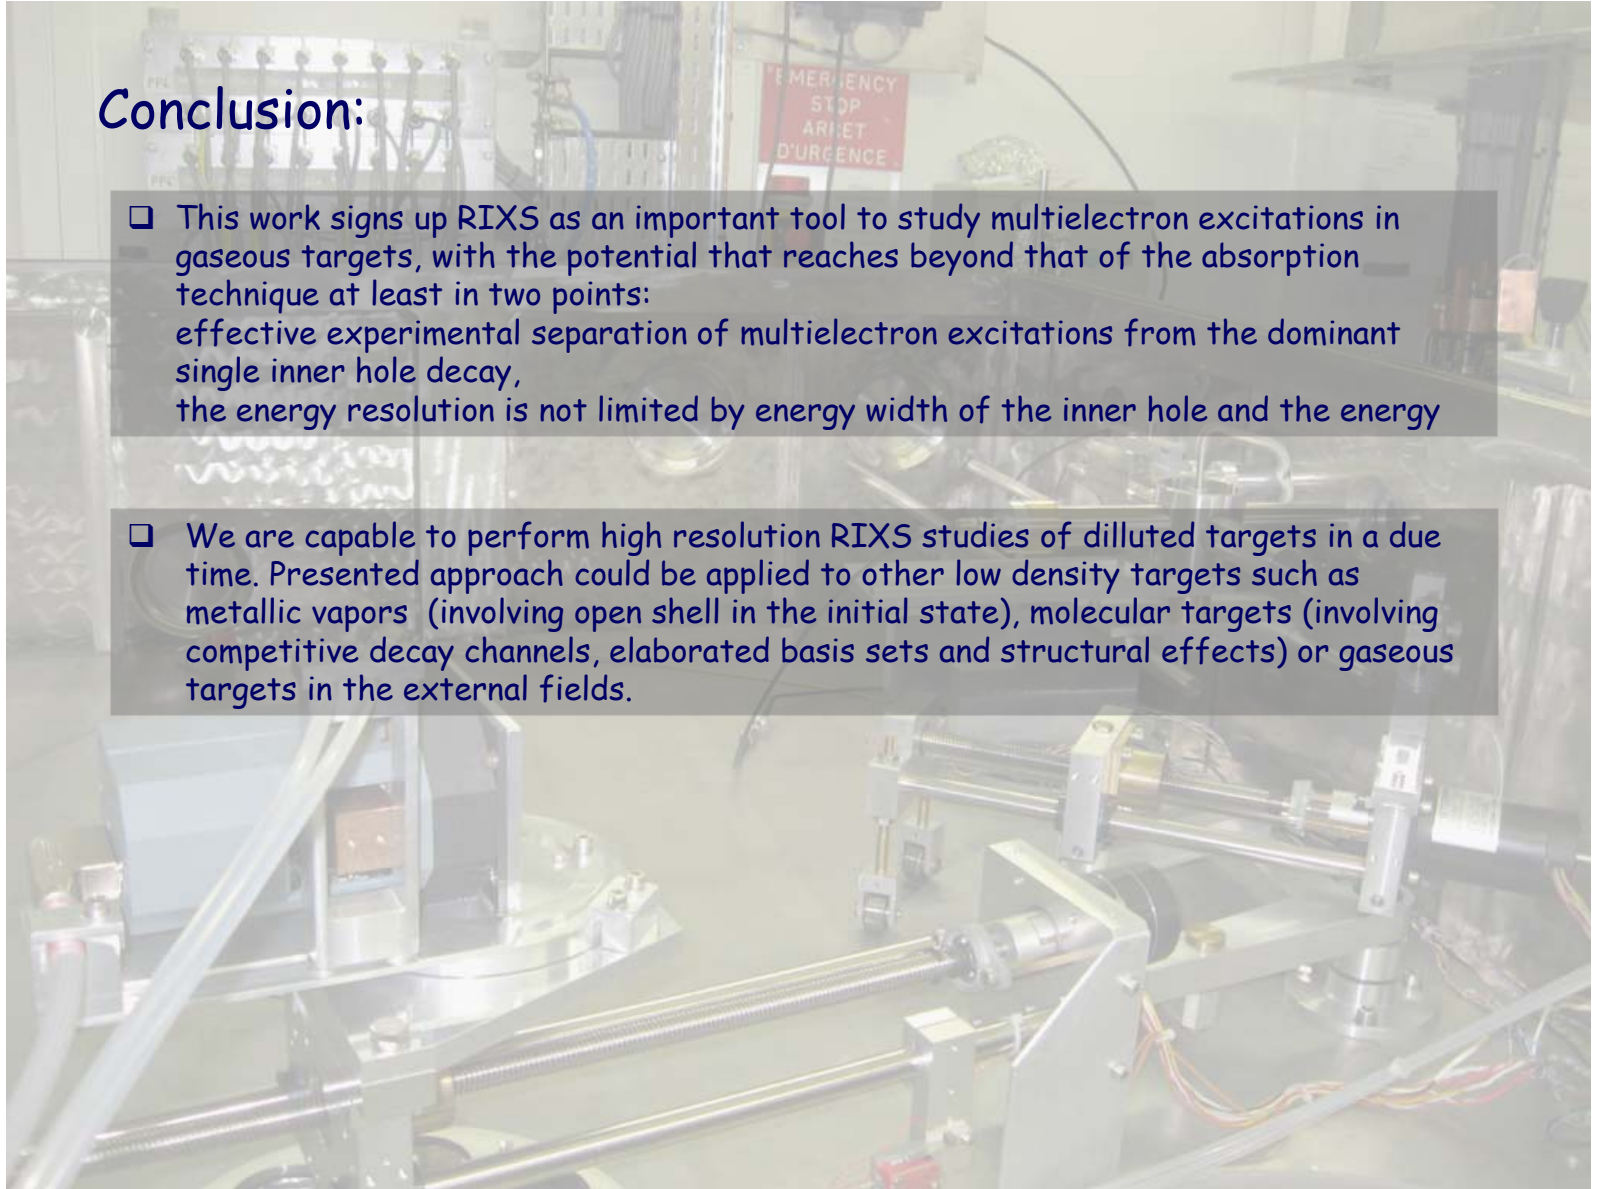 EMERGENCY
STOP
ARRET
D'URGENCE
PP4
Conclusion:
PP4
❑ This work signs up RIXS as an important tool to study multielectron excitations in
gaseous targets, with the potential that reaches beyond that of the absorption
technique at least in two points:
effective experimental separation of multielectron excitations from the dominant
single inner hole decay,
the energy resolution is not limited by energy width of the inner hole and the energy
❑ We are capable to perform high resolution RIXS studies of dilluted targets in a due
time. Presented approach could be applied to other low density targets such as
metallic vapors (involving open shell in the initial state), molecular targets (involving
competitive decay channels, elaborated basis sets and structural effects) or gaseous
targets in the external fields.